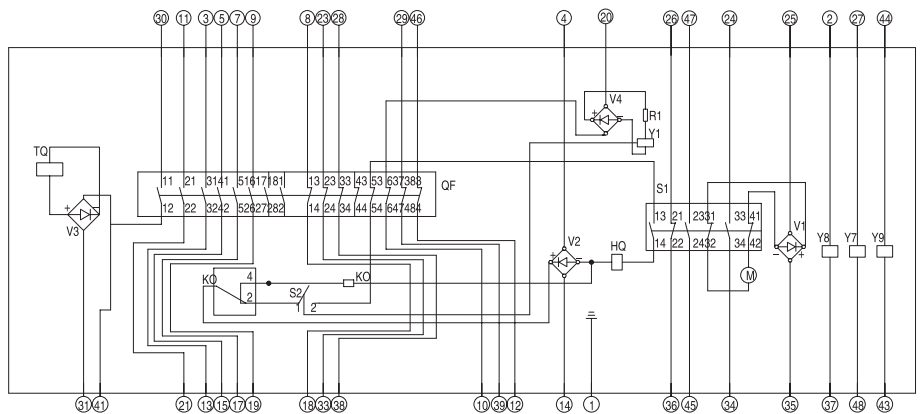 30 11 3 5 7 9 8 23 28 29 46 4 20 26 47 24 25 2 27 44
V4
+ −
R1
Y1
TQ
11 21 31 41 51 61 71 81 13 23 33 43 53 63 73 83
QF
12 22 32 42 52 62 72 82 14 24 34 44 54 64 74 84
S1
13 21 23 31 33 41
14 22 24 32 34 42
+
V3
V2
+ −
HQ
V1
− +
Y8 Y7 Y9
KO
4
2
KO
S2
1 2
M
31 41 21 13 15 17 19 18 33 38 10 39 12 14 1 36 45 34 35 37 48 43